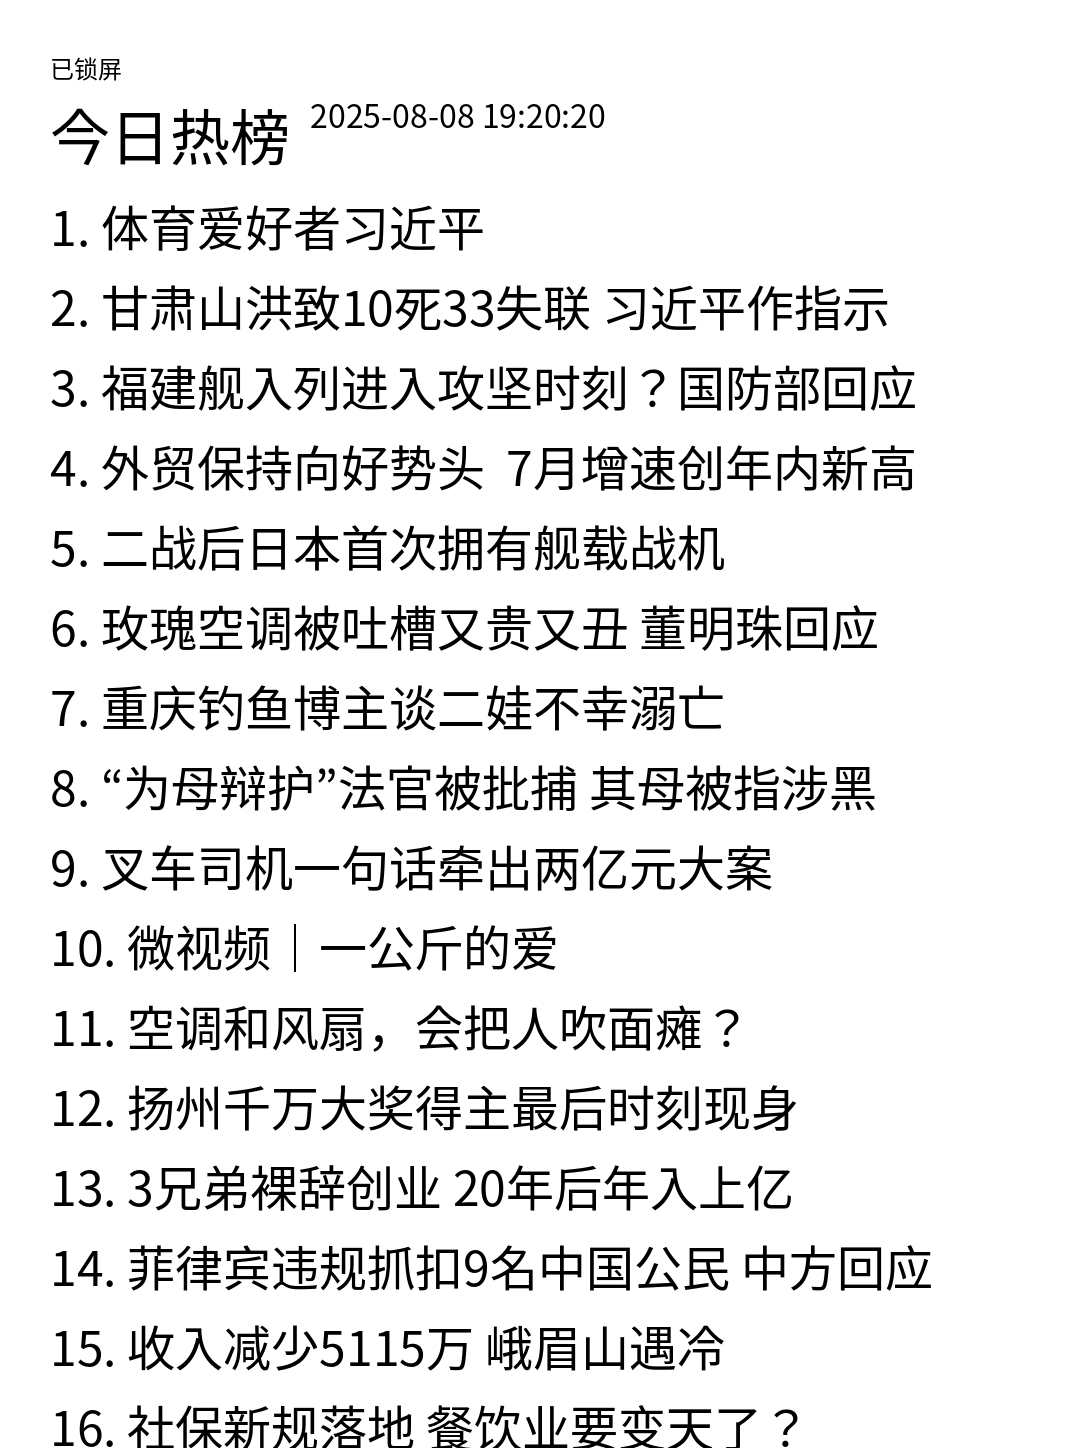 已锁屏
今日热榜 2025-08-08 19:20:20
1. 体育爱好者习近平
2. 甘肃山洪致10死33失联 习近平作指示
3. 福建舰入列进入攻坚时刻？国防部回应
4. 外贸保持向好势头 7月增速创年内新高
5. 二战后日本首次拥有舰载战机
6. 玫瑰空调被吐槽又贵又丑 董明珠回应
7. 重庆钓鱼博主谈二娃不幸溺亡
8. “为母辩护”法官被批捕 其母被指涉黑
9. 叉车司机一句话牵出两亿元大案
10. 微视频｜一公斤的爱
11. 空调和风扇，会把人吹面瘫？
12. 扬州千万大奖得主最后时刻现身
13. 3兄弟裸辞创业 20年后年入上亿
14. 菲律宾违规抓扣9名中国公民 中方回应
15. 收入减少5115万 峨眉山遇冷
16. 社保新规落地 餐饮业要变天了？